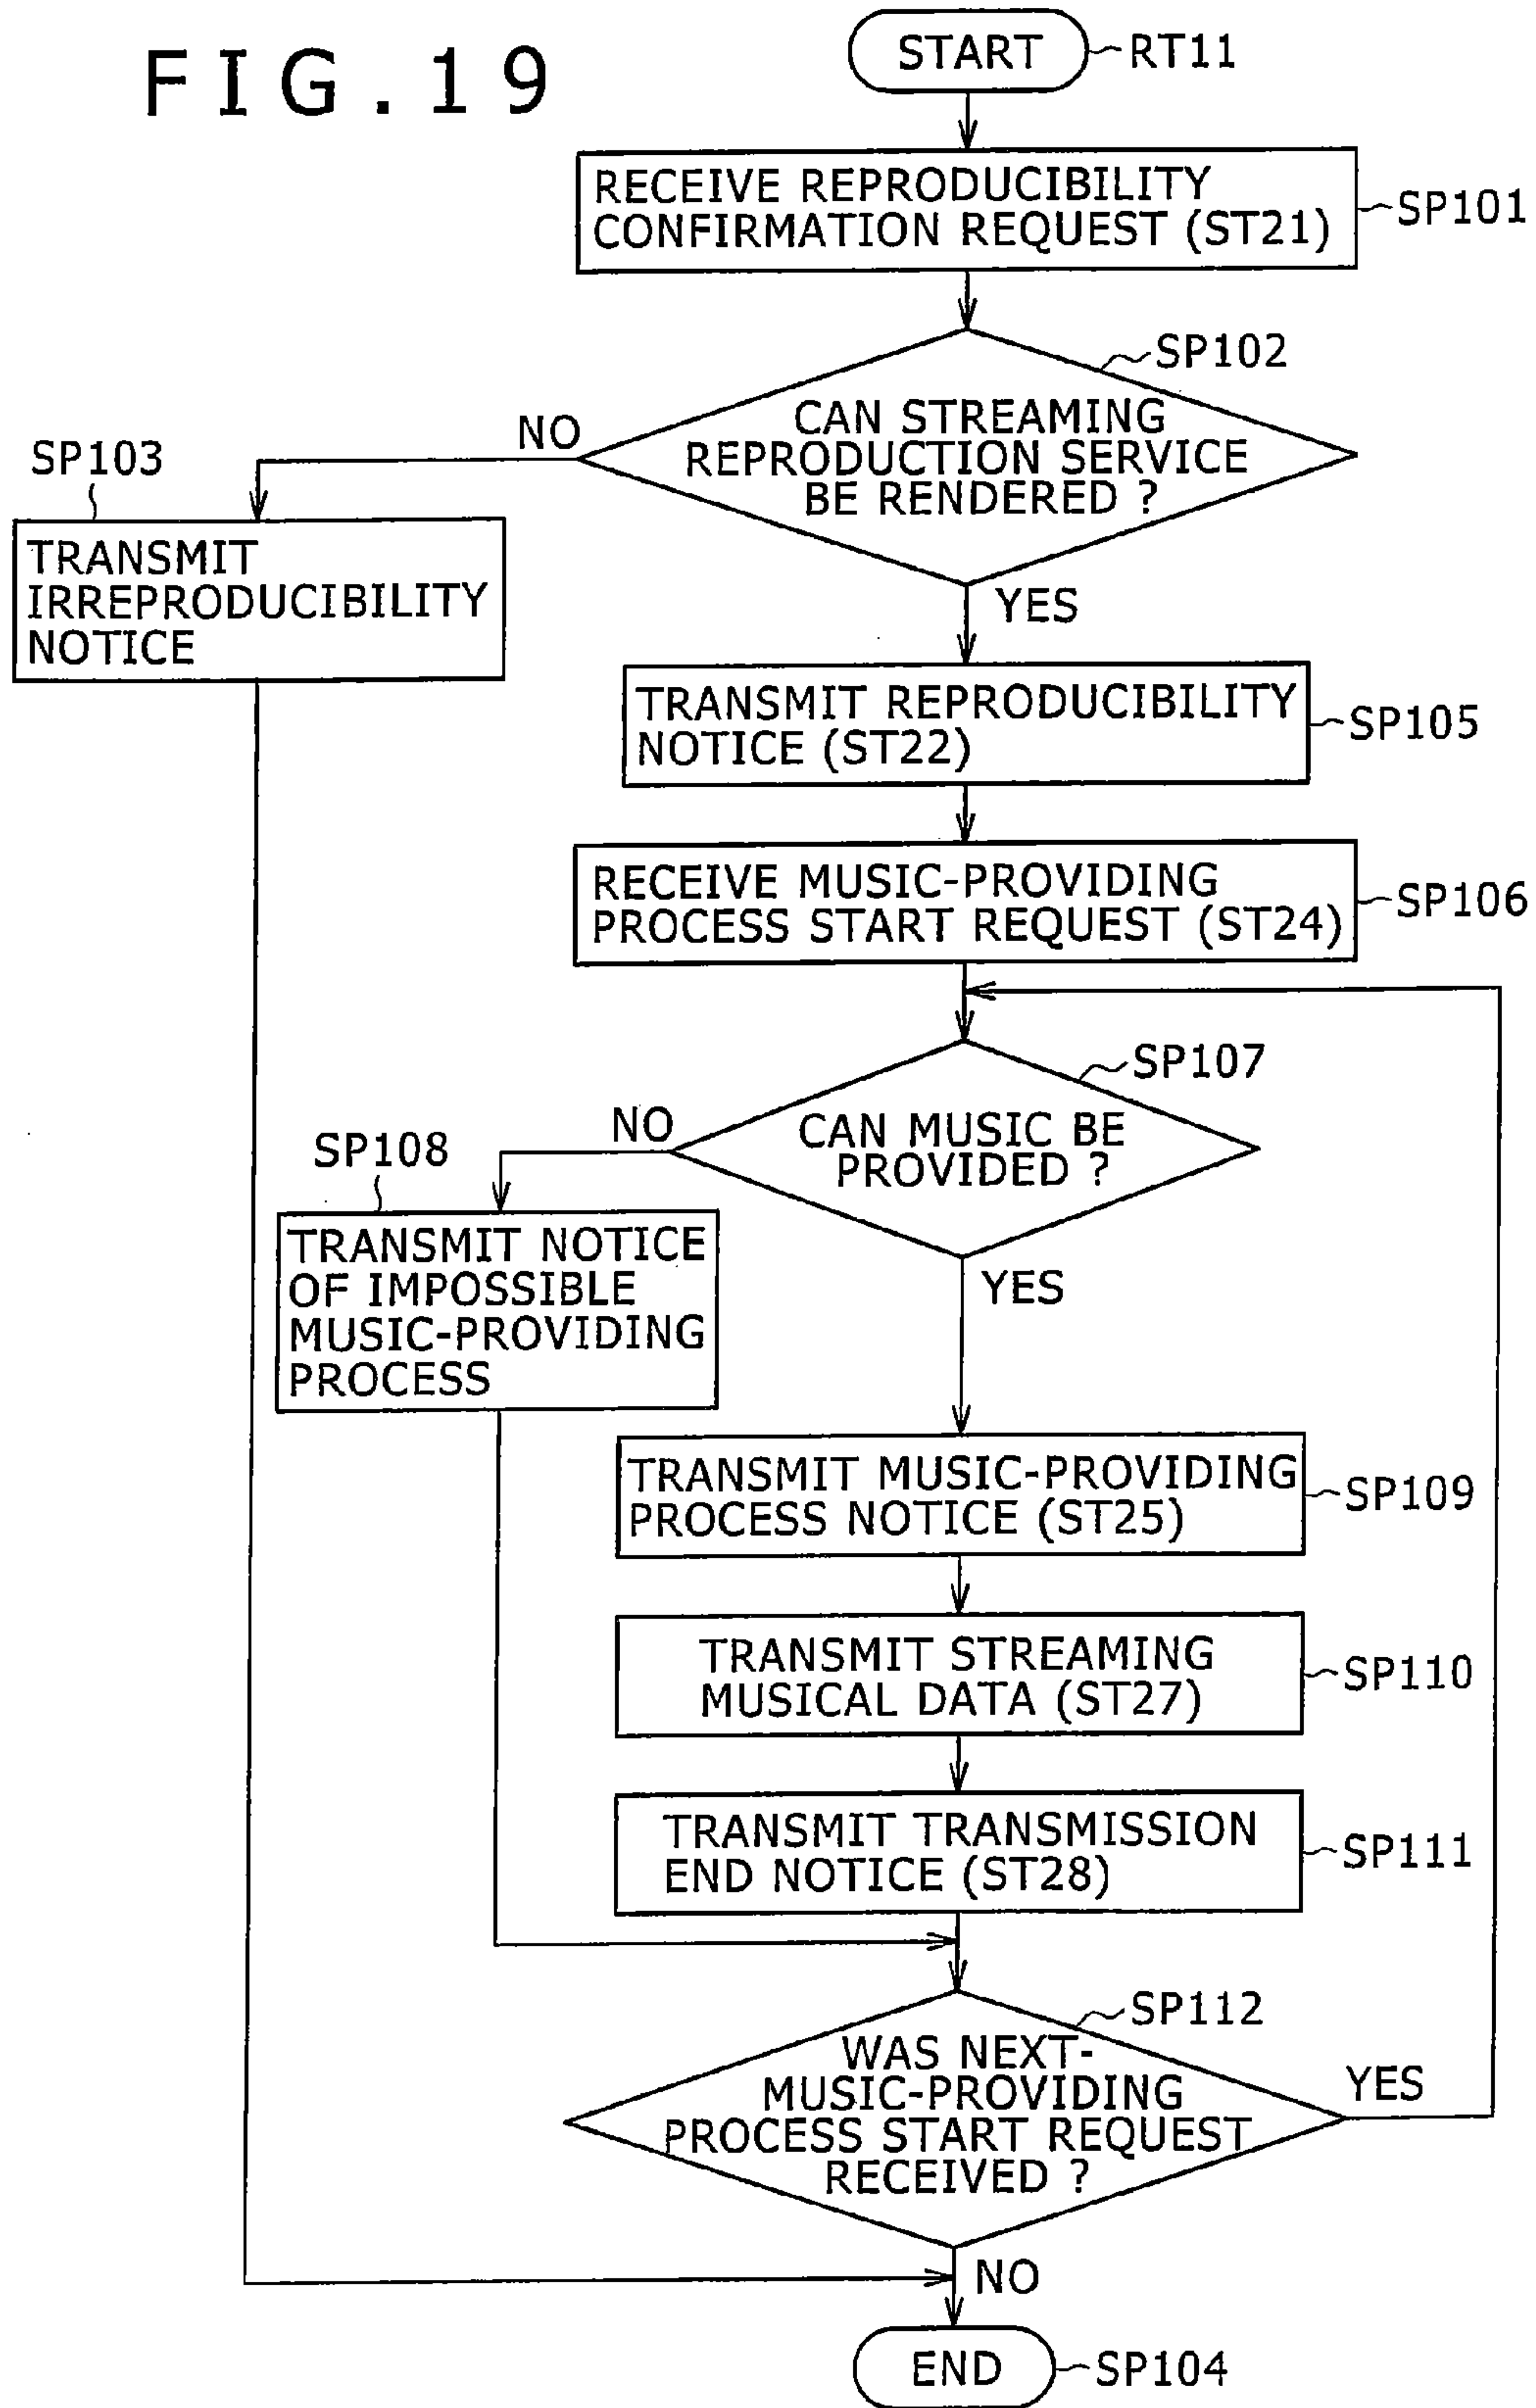 FIG.19
START
RT11
RECEIVE REPRODUCIBILITY
CONFIRMATION REQUEST (ST21)
SP101
SP102
CAN STREAMING
REPRODUCTION SERVICE
BE RENDERED ?
NO
SP103
TRANSMIT
IRREPRODUCIBILITY
NOTICE
YES
TRANSMIT REPRODUCIBILITY
NOTICE (ST22)
SP105
RECEIVE MUSIC-PROVIDING
PROCESS START REQUEST (ST24)
SP106
SP107
CAN MUSIC BE
PROVIDED ?
NO
SP108
TRANSMIT NOTICE
OF IMPOSSIBLE
MUSIC-PROVIDING
PROCESS
YES
TRANSMIT MUSIC-PROVIDING
PROCESS NOTICE (ST25)
SP109
TRANSMIT STREAMING
MUSICAL DATA (ST27)
SP110
TRANSMIT TRANSMISSION
END NOTICE (ST28)
SP111
SP112
WAS NEXT-
MUSIC-PROVIDING
PROCESS START REQUEST
RECEIVED ?
YES
NO
END
SP104